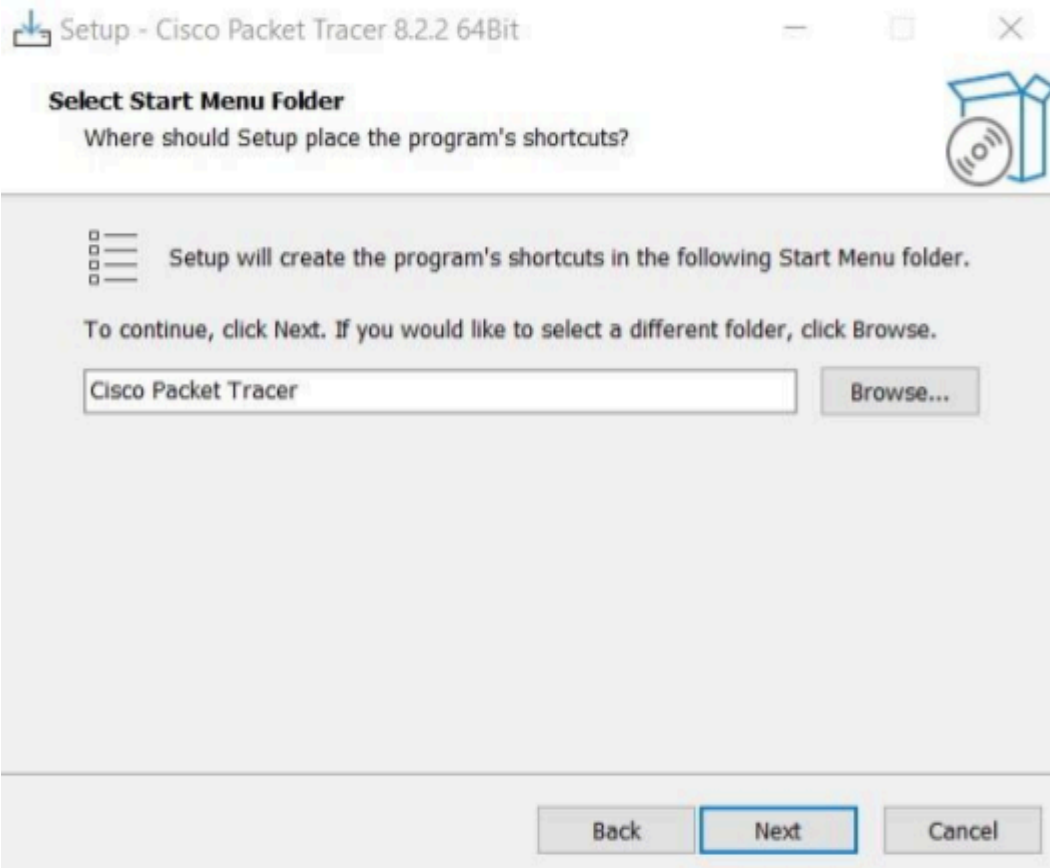 Setup - Cisco Packet Tracer 8.2.2 64Bit
Select Start Menu Folder
Where should Setup place the program's shortcuts?
Setup will create the program's shortcuts in the following Start Menu folder.
To continue, click Next. If you would like to select a different folder, click Browse.
Cisco Packet Tracer
Browse...
Back
Next
Cancel